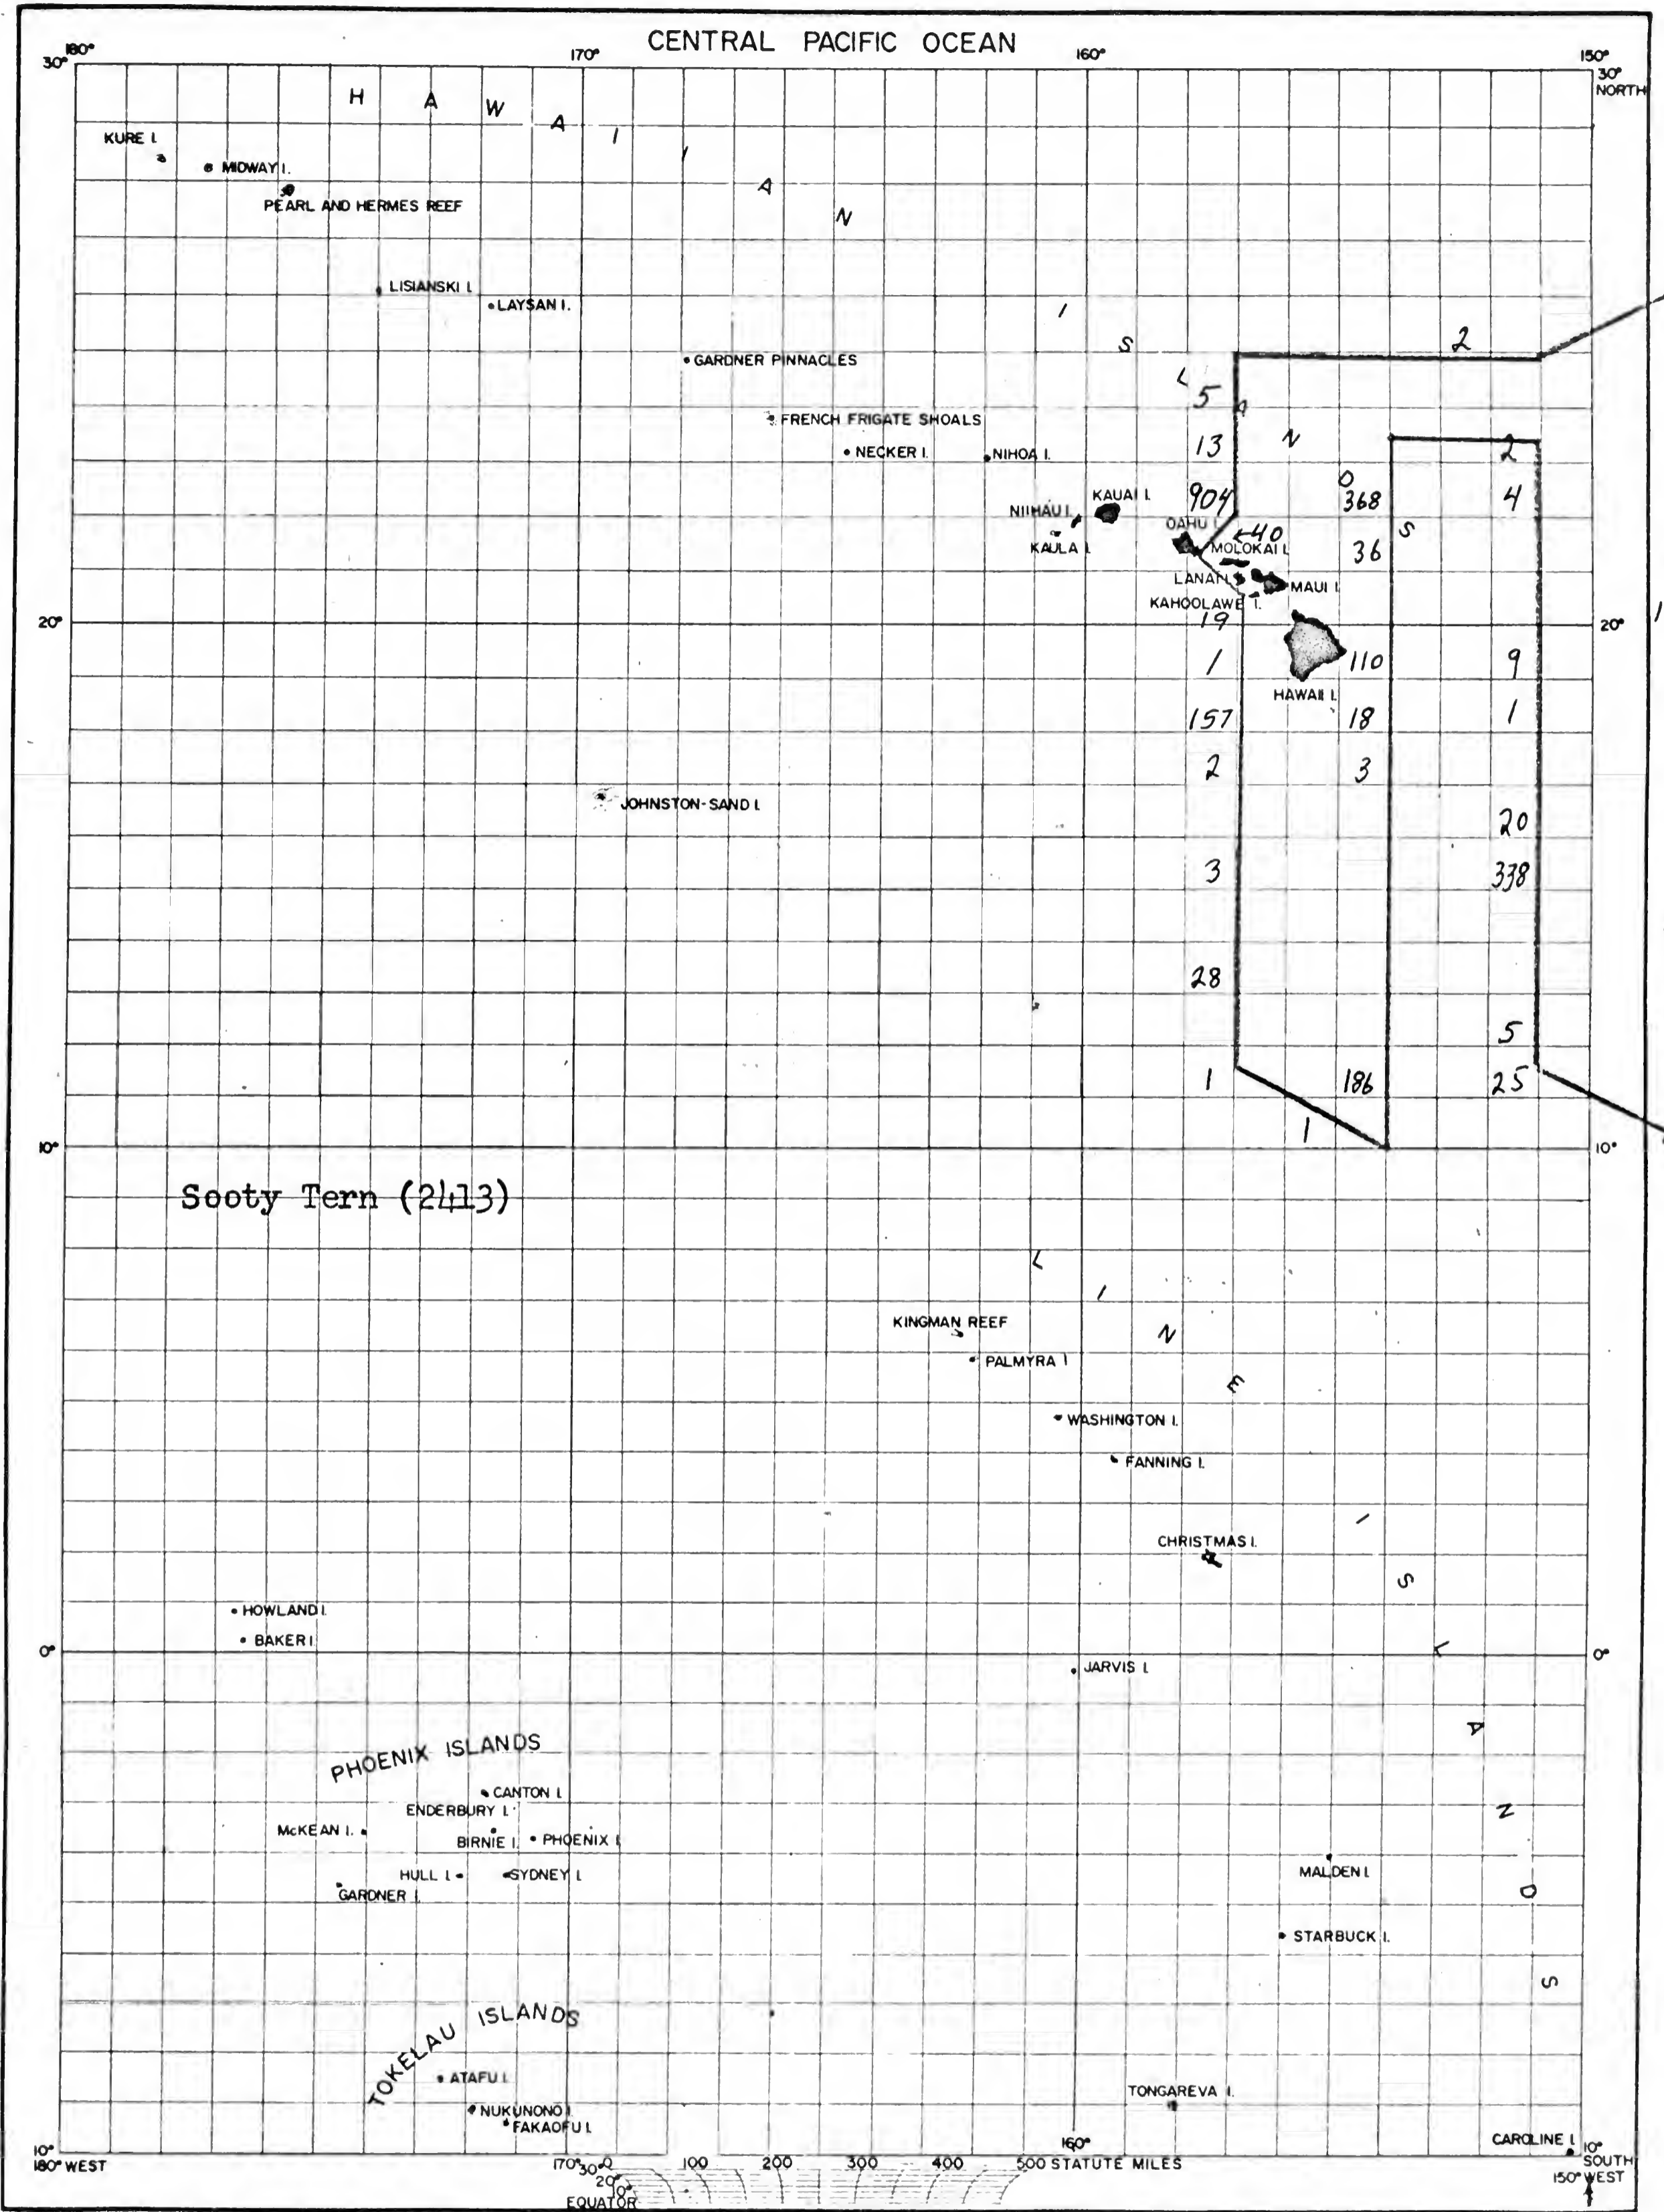 CENTRAL PACIFIC OCEAN
180° 170° 160° 150°
30° 30°
NORTH
H A W A I I A N
KURE I.
MIDWAY I.
PEARL AND HERMES REEF
LISIANSKI I.
LAYSAN I.
I S L A N D S
2
GARDNER PINNACLES
5
FRENCH FRIGATE SHOALS
13 2
NECKER I. NIHOA I.
KAUAI I. 904 368 4
NIIHAU I.
OAHU I. ←40
KAULA I. MOLOKAI I. 36
LANAI I. MAUI I.
KAHOOLAWE I.
20° 19 20° 1
1 110 9
HAWAII I.
157 18 1
2 3
JOHNSTON-SAND I.
20
3 338
28
5
1 186 25
1
10° 10°
Sooty Tern (2413)
L I N E I S L A N D S
KINGMAN REEF
PALMYRA I
WASHINGTON I.
FANNING I.
CHRISTMAS I.
HOWLAND I.
BAKER I.
0° 0°
JARVIS I.
PHOENIX ISLANDS
CANTON I.
ENDERBURY I.
McKEAN I.
BIRNIE I. PHOENIX I.
HULL I. SYDNEY I. MALDEN I.
GARDNER I.
STARBUCK I.
TOKELAU ISLANDS
ATAFU I.
TONGAREVA I.
NUKUNONO I.
FAKAOFU I.
CAROLINE I.
10° 160° 10°
180° WEST 170° SOUTH
0 100 200 300 400 500 STATUTE MILES
150° WEST
30°
20°
10°
EQUATOR